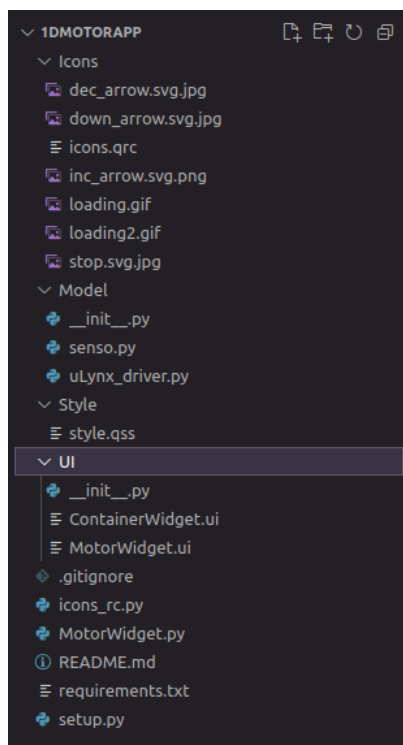 1DMOTORAPP
Icons
dec_arrow.svg.jpg
down_arrow.svg.jpg
icons.qrc
inc_arrow.svg.png
loading.gif
loading2.gif
stop.svg.jpg
Model
__init__.py
senso.py
uLynx_driver.py
Style
style.qss
UI
__init__.py
ContainerWidget.ui
MotorWidget.ui
.gitignore
icons_rc.py
MotorWidget.py
README.md
requirements.txt
setup.py